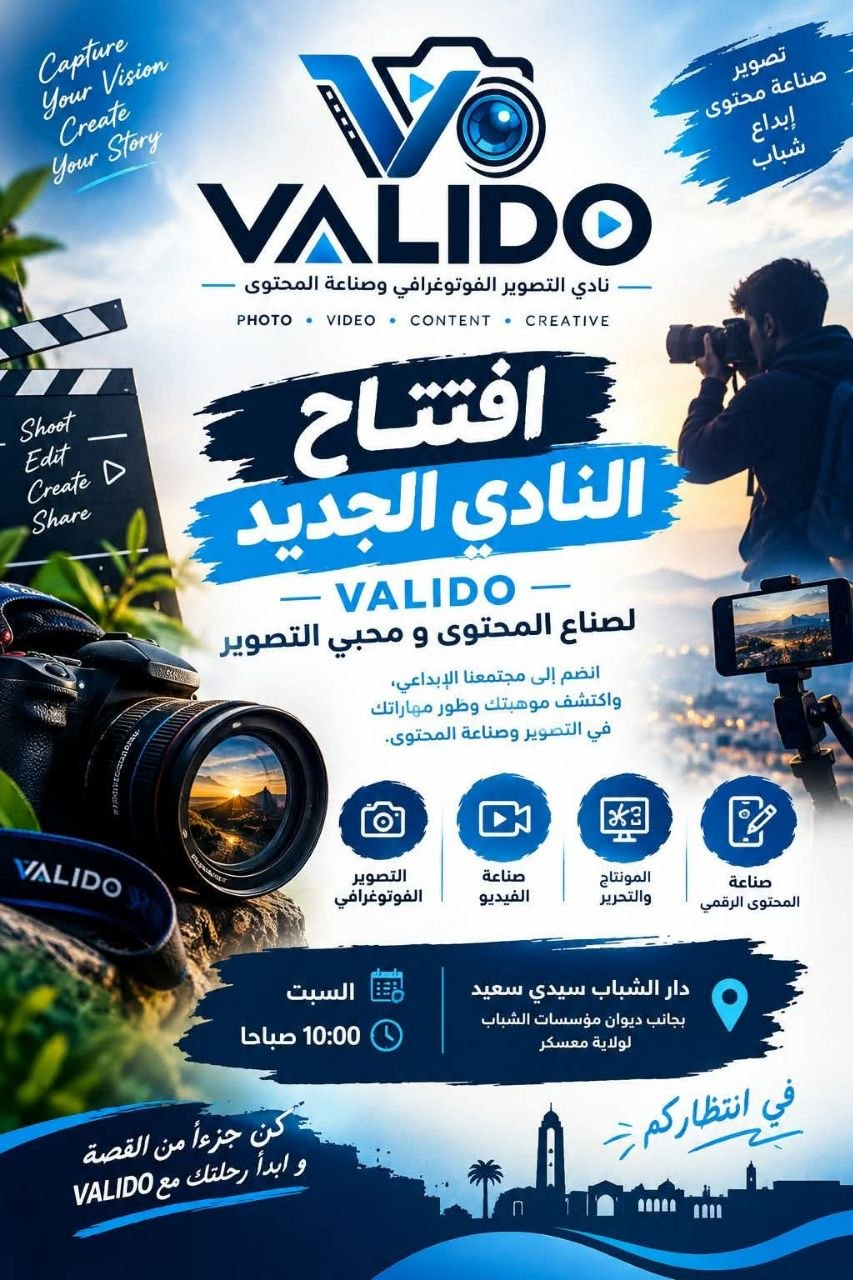 Capture
Your Vision
Create
Your Story
تصوير
صناعة محتوى
إبداع
شباب
VALIDO
نادي التصوير الفوتوغرافي وصناعة المحتوى
PHOTO • VIDEO • CONTENT • CREATIVE
Shoot
Edit
Create
Share
افتتاح
النادي الجديد
VALIDO
لصناع المحتوى و محبي التصوير
انضم إلى مجتمعنا الإبداعي،
واكتشف موهبتك وطور مهاراتك
في التصوير وصناعة المحتوى.
VALIDO
التصوير
الفوتوغرافي
صناعة
الفيديو
المونتاج
والتحرير
صناعة
المحتوى الرقمي
دار الشباب سيدي سعيد
بجانب ديوان مؤسسات الشباب
لولاية معسكر
السبت
10:00 صباحا
في انتظاركم
كن جزءاً من القصة
و ابدأ رحلتك مع VALIDO